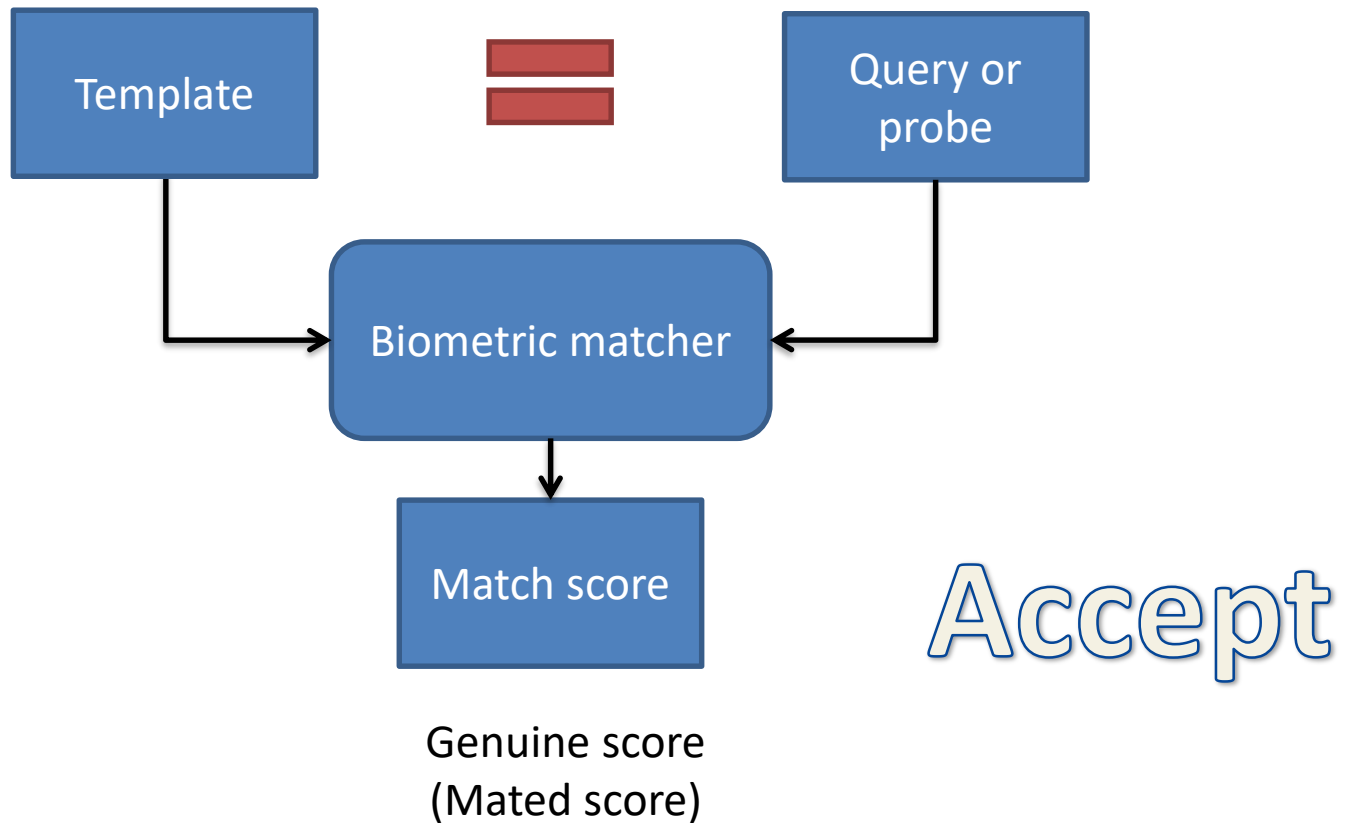 Template
Query or
probe
Biometric matcher
Match score
Accept
Genuine score
(Mated score)